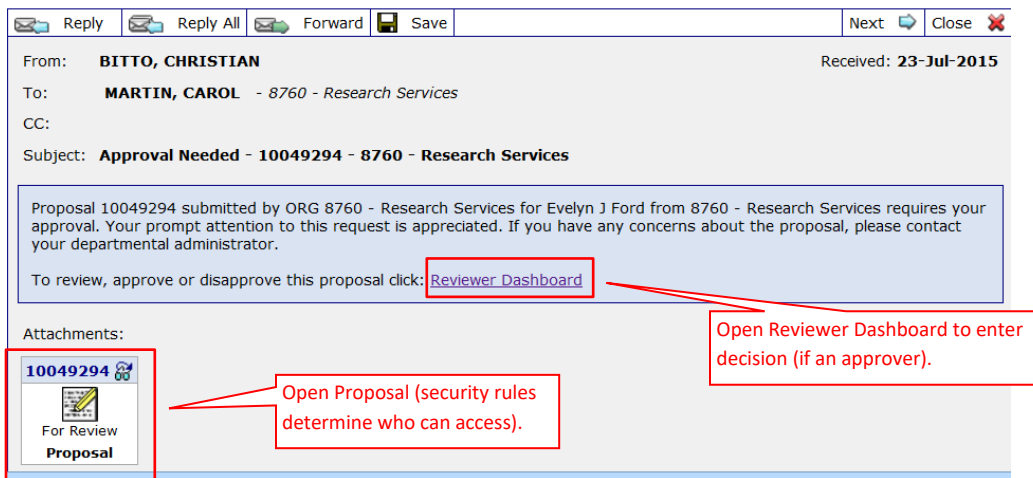 Reply Reply All Forward Save Next Close
From: BITTO, CHRISTIAN Received: 23-Jul-2015
To: MARTIN, CAROL - 8760 - Research Services
CC:
Subject: Approval Needed - 10049294 - 8760 - Research Services
Proposal 10049294 submitted by ORG 8760 - Research Services for Evelyn J Ford from 8760 - Research Services requires your
approval. Your prompt attention to this request is appreciated. If you have any concerns about the proposal, please contact
your departmental administrator.
To review, approve or disapprove this proposal click: Reviewer Dashboard
Open Reviewer Dashboard to enter
decision (if an approver).
Attachments:
10049294
For Review
Proposal
Open Proposal (security rules
determine who can access).